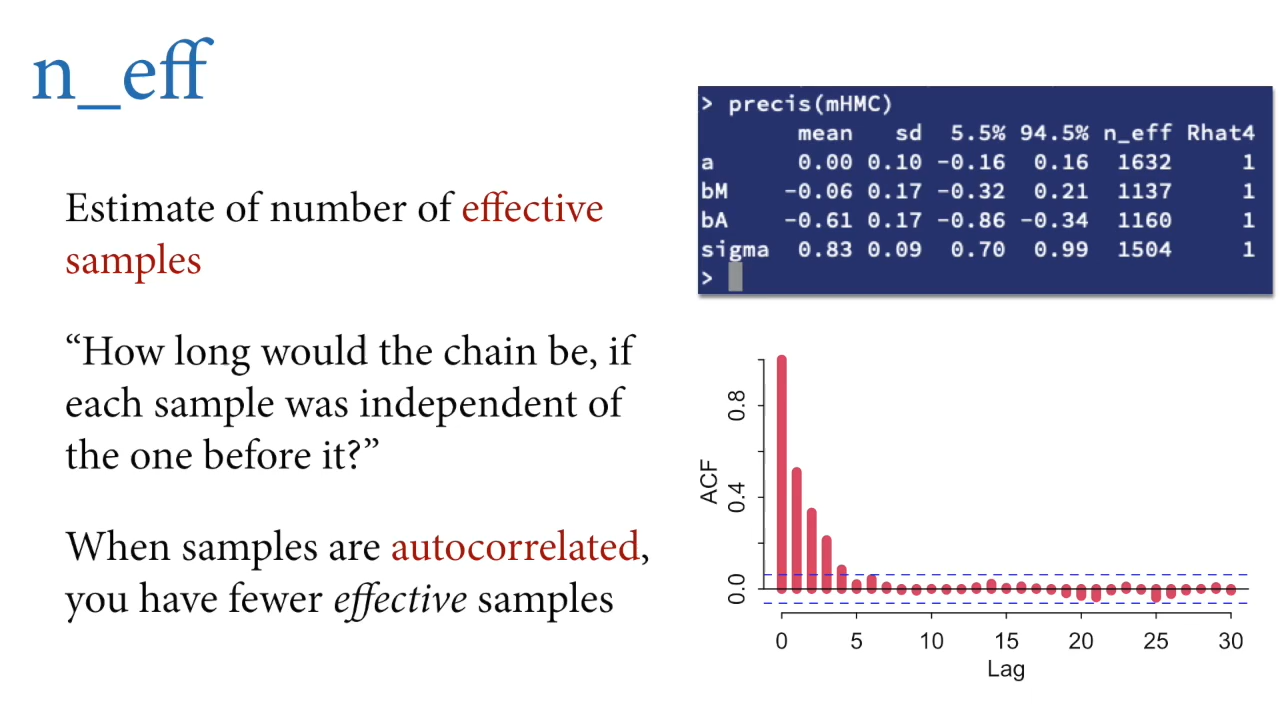 n_eff
Estimate of number of effective
samples
“How long would the chain be, if
each sample was independent of
the one before it?”
When samples are autocorrelated,
you have fewer effective samples
> precis(mHMC)
mean sd 5.5% 94.5% n_eff Rhat4
a 0.00 0.10 -0.16 0.16 1632 1
bM -0.06 0.17 -0.32 0.21 1137 1
bA -0.61 0.17 -0.86 -0.34 1160 1
sigma 0.83 0.09 0.70 0.99 1504 1
>
ACF
0.8
0.4
0.0
0 5 10 15 20 25 30
Lag